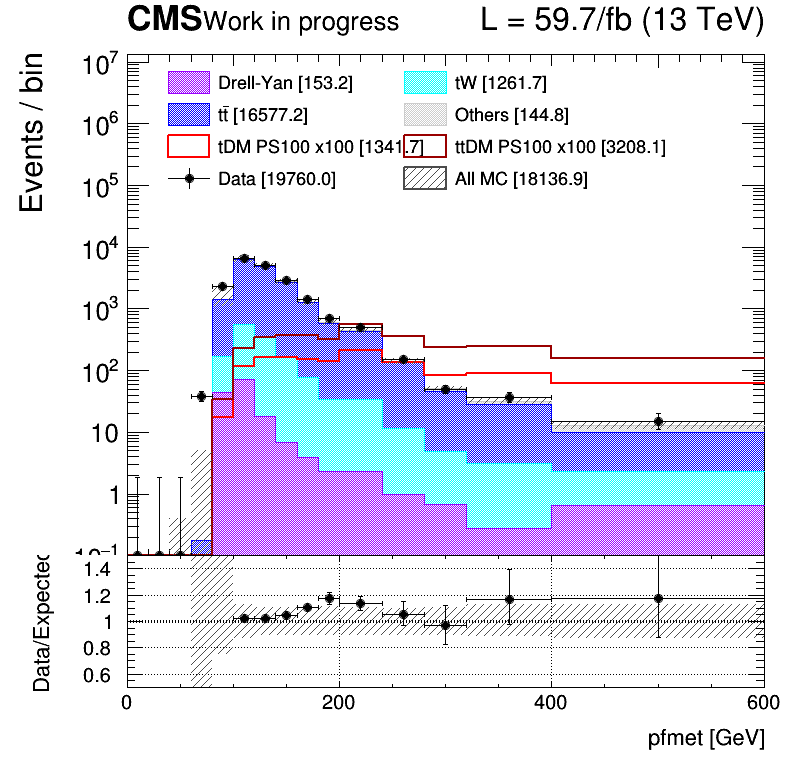 CMS Work in progress L = 59.7/fb (13 TeV)
Events / bin
10⁷
10⁶
10⁵
10⁴
10³
10²
10
1
10⁻¹
Drell-Yan [153.2] tW [1261.7]
tt̄ [16577.2] Others [144.8]
tDM PS100 x100 [1341.7] ttDM PS100 x100 [3208.1]
Data [19760.0] All MC [18136.9]
Data/Expected
1.4
1.2
1
0.8
0.6
0 200 400 600
pfmet [GeV]